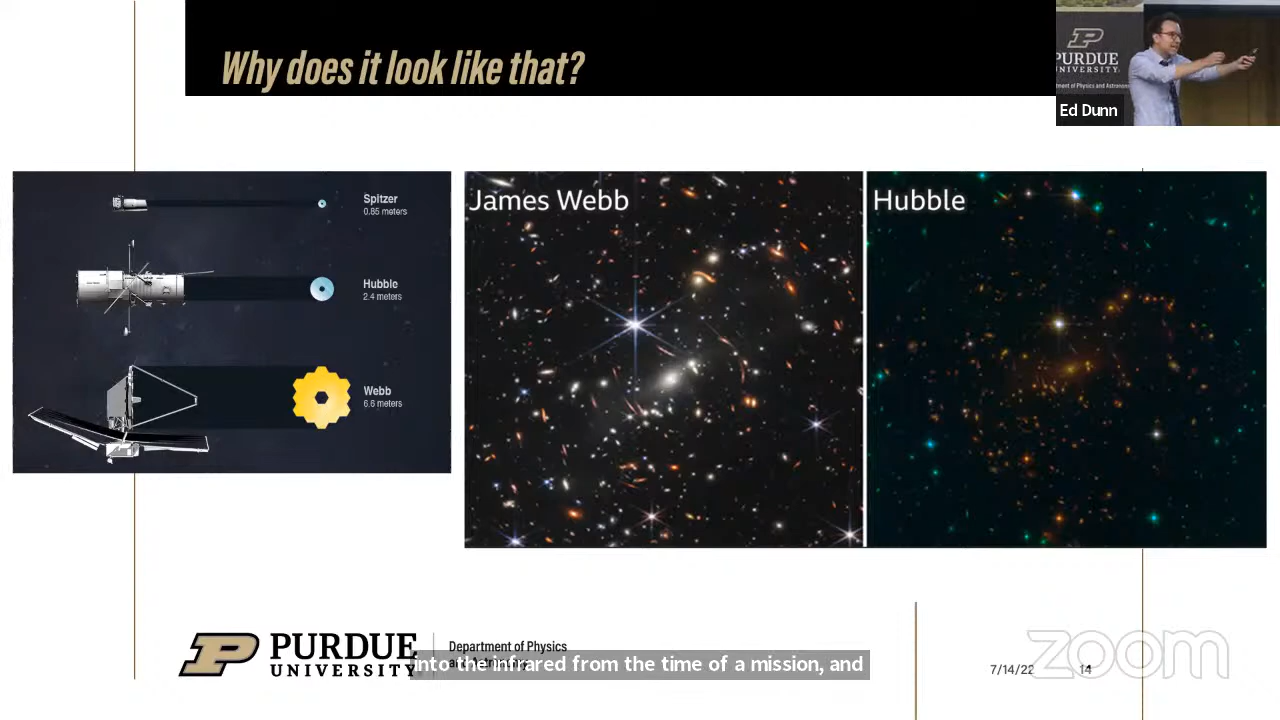 Why does it look like that?
PURDUE
UNIVERSITY
Ed Dunn
Spitzer
0.85 meters
Hubble
2.4 meters
Webb
6.6 meters
James Webb
Hubble
P PURDUE
UNIVERSITY
Department of Physics
into the infrared from the time of a mission, and
7/14/22
14
zoom